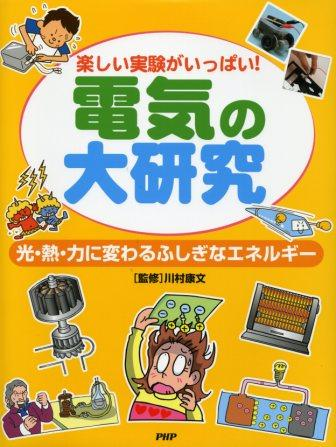 楽しい実験がいっぱい!
電気の
大研究
光・熱・力に変わるふしぎなエネルギー
[監修]川村康文
PHP